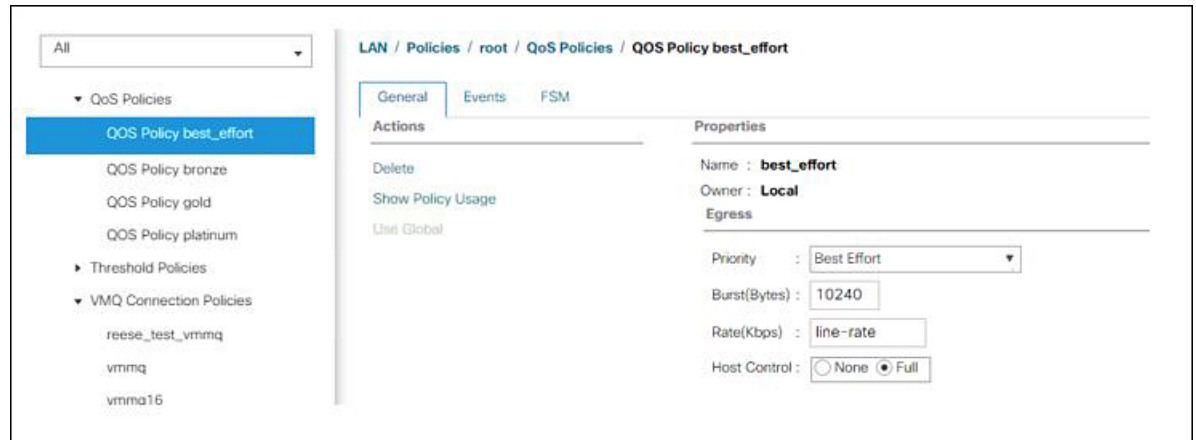 All
QoS Policies
QOS Policy best_effort
QOS Policy bronze
QOS Policy gold
QOS Policy platinum
Threshold Policies
VMQ Connection Policies
reese_test_vmmq
vmmq
vmmq16
LAN / Policies / root / QoS Policies / QOS Policy best_effort
General Events FSM
Actions
Delete
Show Policy Usage
Use Global
Properties
Name : best_effort
Owner : Local
Egress
Priority : Best Effort
Burst(Bytes) : 10240
Rate(Kbps) : line-rate
Host Control : None Full